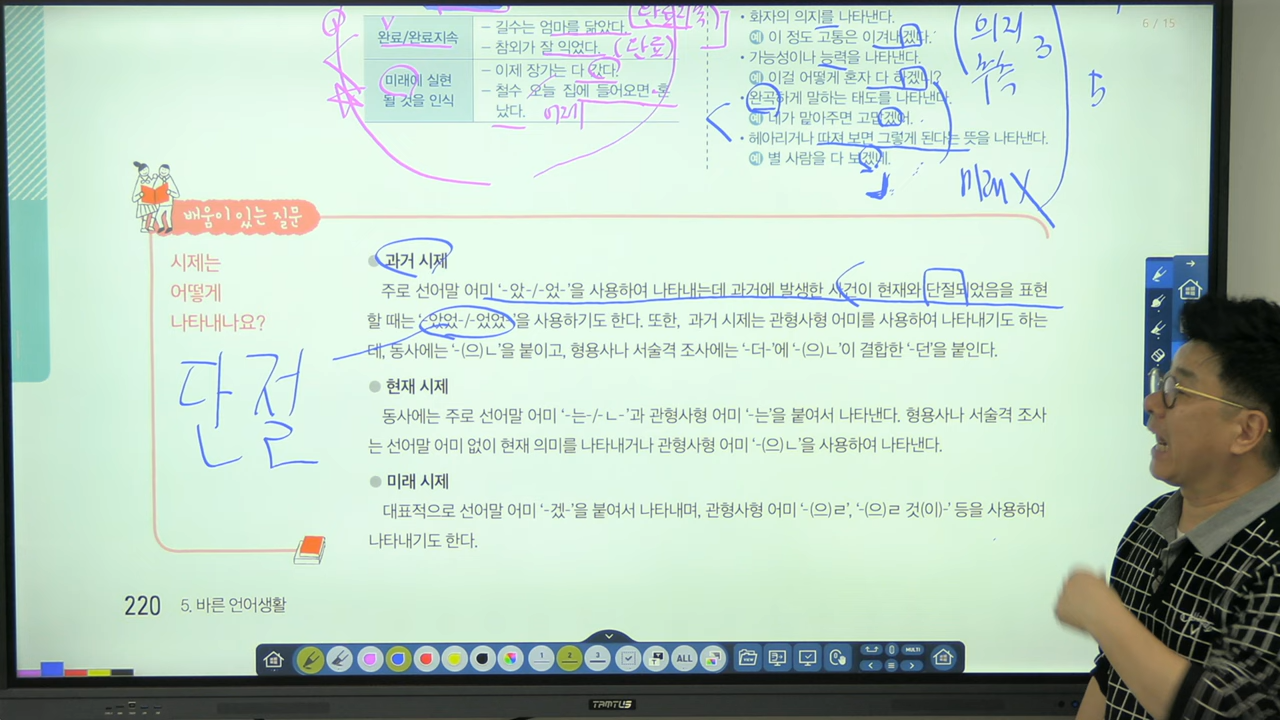 6 / 15
완료/완료지속
– 길수는 엄마를 닮았다.
– 참외가 잘 익었다. (단료)
미래에 실현
될 것을 인식
– 이제 장가는 다 갔다.
– 철수 오늘 집에 들어오면 혼
났다.
어제
• 화자의 의지를 나타낸다.
예 이 정도 고통은 이겨내겠다.
• 가능성이나 능력을 나타낸다.
예 이걸 어떻게 혼자 다 하겠니?
• 완곡하게 말하는 태도를 나타낸다.
예 네가 맡아주면 고맙겠어.
• 헤아리거나 따져 보면 그렇게 된다는 뜻을 나타낸다.
예 별 사람을 다 보겠네.
의지
3
5
미래 X
배움이 있는 질문
시제는
어떻게
나타내나요?
단절
과거 시제
주로 선어말 어미 ‘-았-/-었-’을 사용하여 나타내는데 과거에 발생한 사건이 현재와 단절되었음을 표현
할 때는 ‘-았었-/-었었-’을 사용하기도 한다. 또한, 과거 시제는 관형사형 어미를 사용하여 나타내기도 하는
데, 동사에는 ‘-(으)ㄴ’을 붙이고, 형용사나 서술격 조사에는 ‘-더-’에 ‘-(으)ㄴ’이 결합한 ‘-던’을 붙인다.
현재 시제
동사에는 주로 선어말 어미 ‘-는-/-ㄴ-’과 관형사형 어미 ‘-는’을 붙여서 나타낸다. 형용사나 서술격 조사
는 선어말 어미 없이 현재 의미를 나타내거나 관형사형 어미 ‘-(으)ㄴ’을 사용하여 나타낸다.
미래 시제
대표적으로 선어말 어미 ‘-겠-’을 붙여서 나타내며, 관형사형 어미 ‘-(으)ㄹ’, ‘-(으)ㄹ 것(이)-’ 등을 사용하여
나타내기도 한다.
220 5. 바른 언어생활
1 2 3 ALL MULTI
TAMTUS